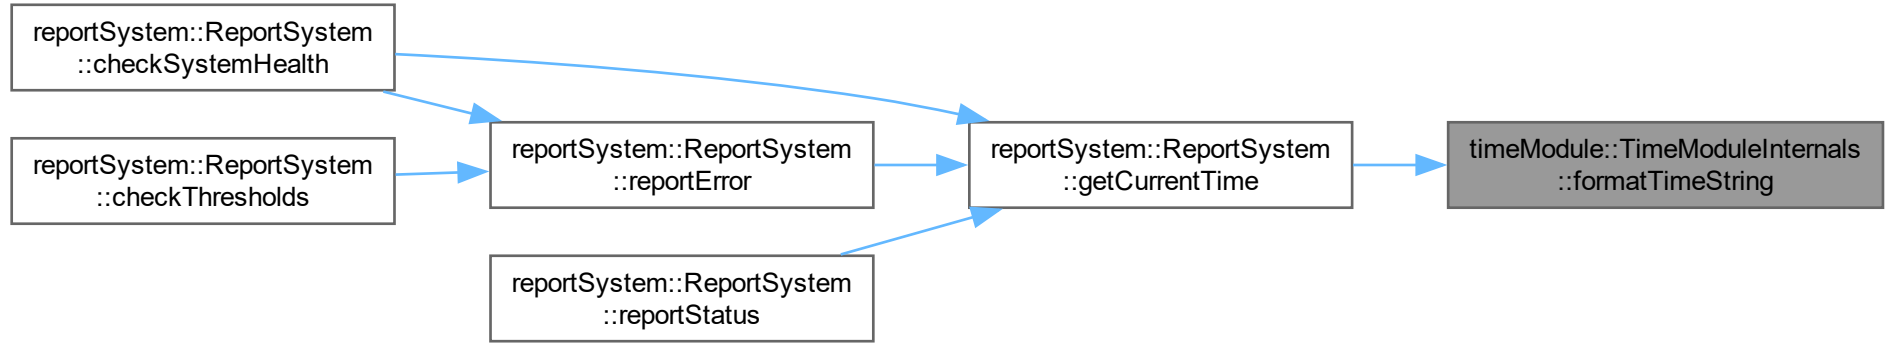 reportSystem::ReportSystem
::checkSystemHealth
reportSystem::ReportSystem
::checkThresholds
reportSystem::ReportSystem
::reportError
reportSystem::ReportSystem
::reportStatus
reportSystem::ReportSystem
::getCurrentTime
timeModule::TimeModuleInternals
::formatTimeString